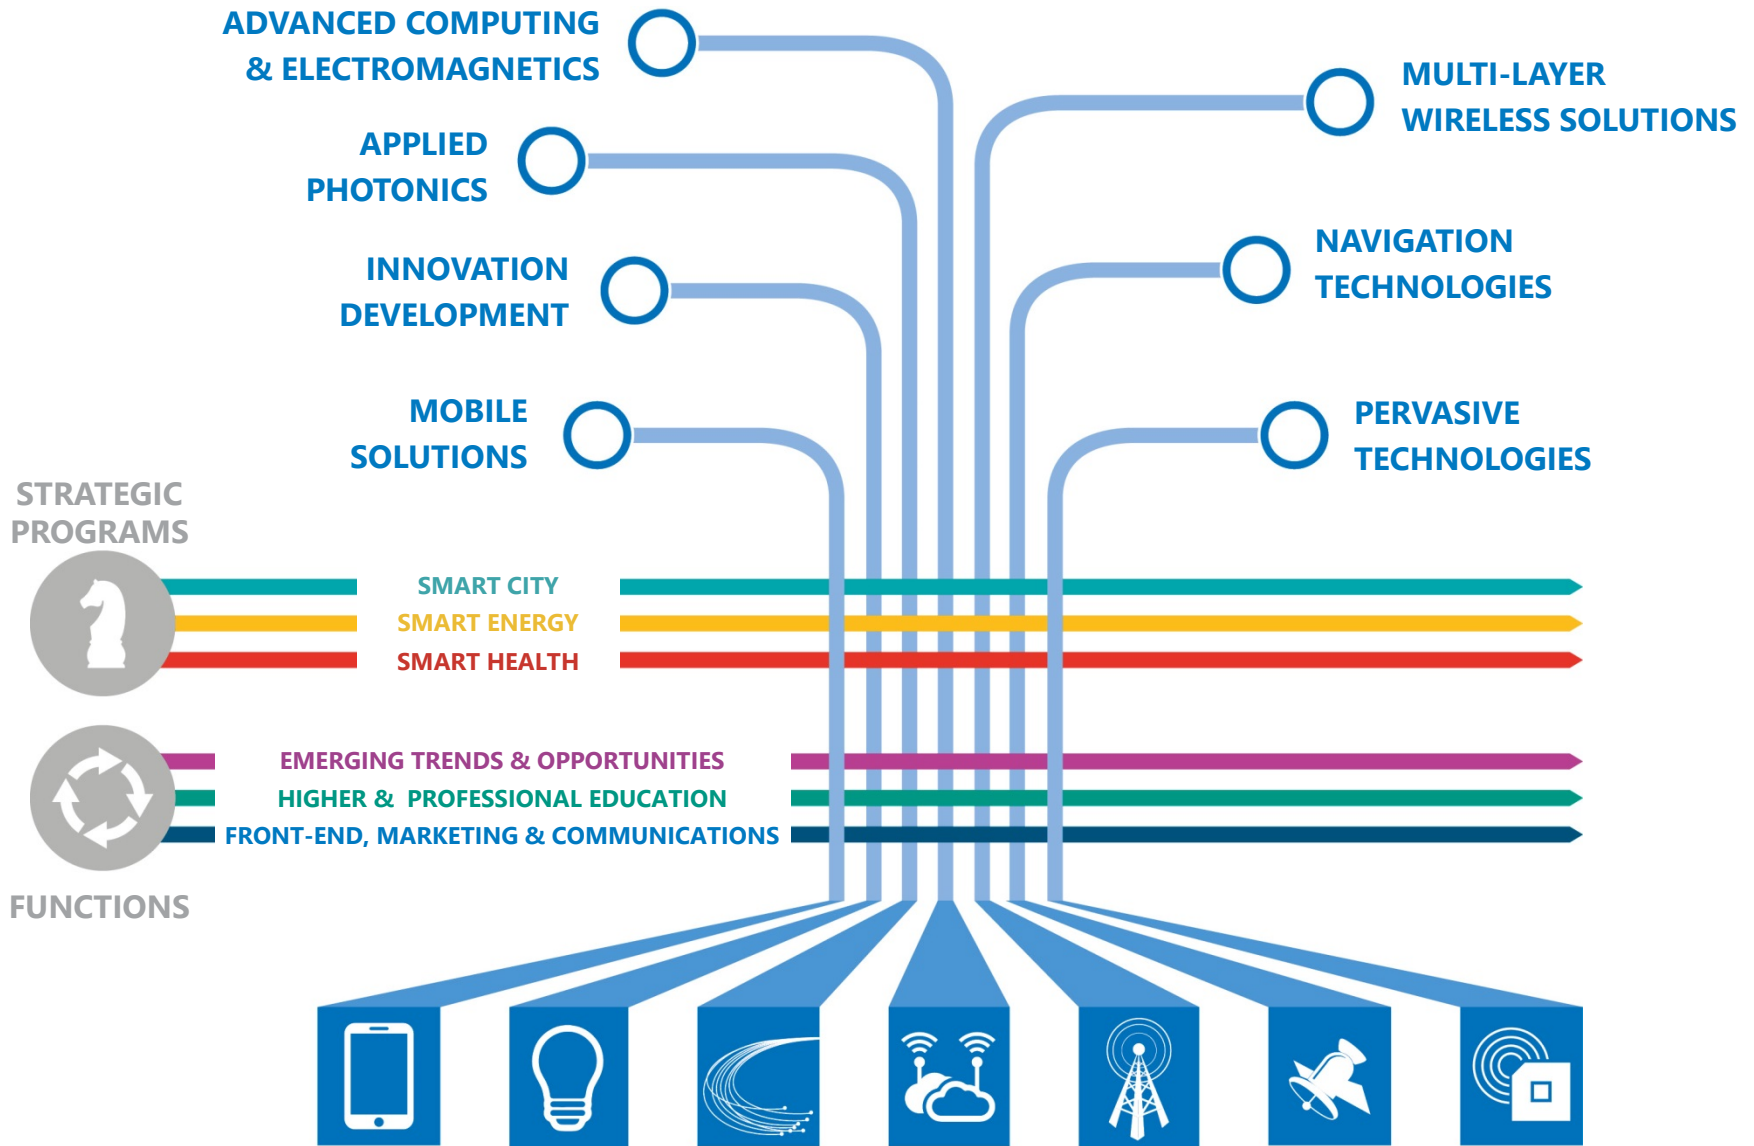 ADVANCED COMPUTING
& ELECTROMAGNETICS
MULTI-LAYER
WIRELESS SOLUTIONS
APPLIED
PHOTONICS
NAVIGATION
TECHNOLOGIES
INNOVATION
DEVELOPMENT
MOBILE
SOLUTIONS
PERVASIVE
TECHNOLOGIES
STRATEGIC
PROGRAMS
SMART CITY
SMART ENERGY
SMART HEALTH
EMERGING TRENDS & OPPORTUNITIES
HIGHER & PROFESSIONAL EDUCATION
FRONT-END, MARKETING & COMMUNICATIONS
FUNCTIONS